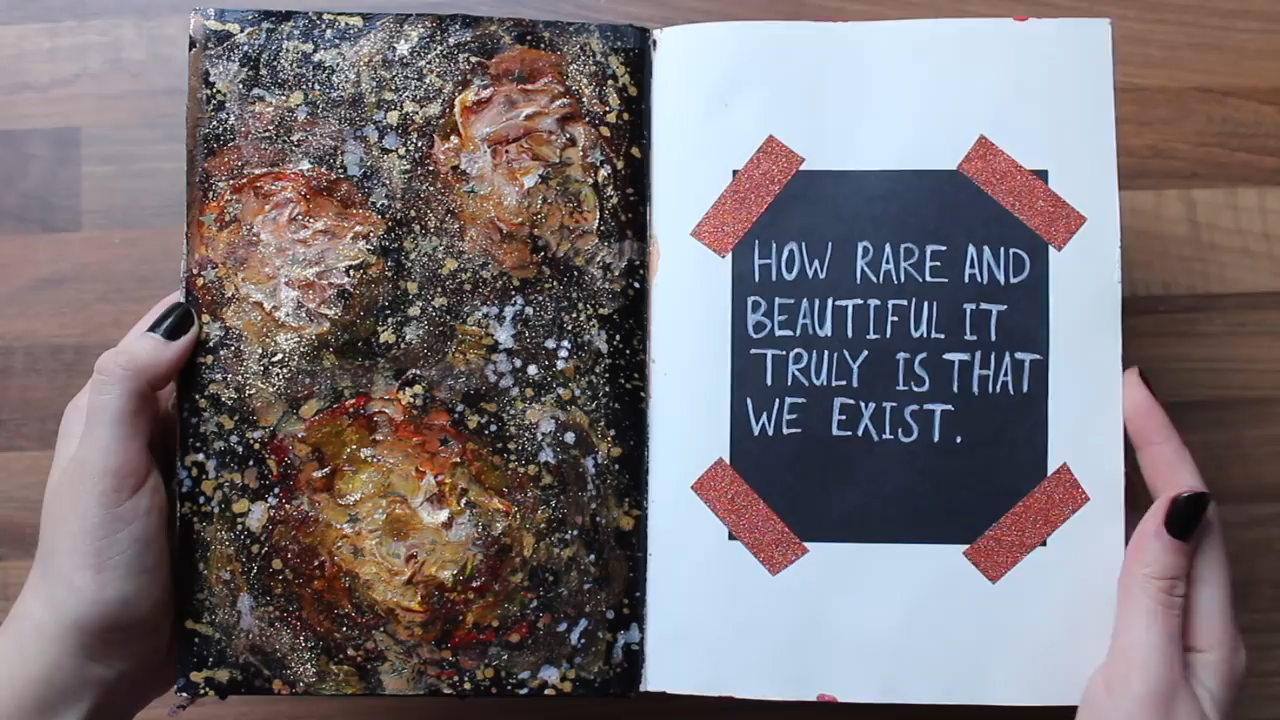 HOW RARE AND
BEAUTIFUL IT
TRULY IS THAT
WE EXIST.